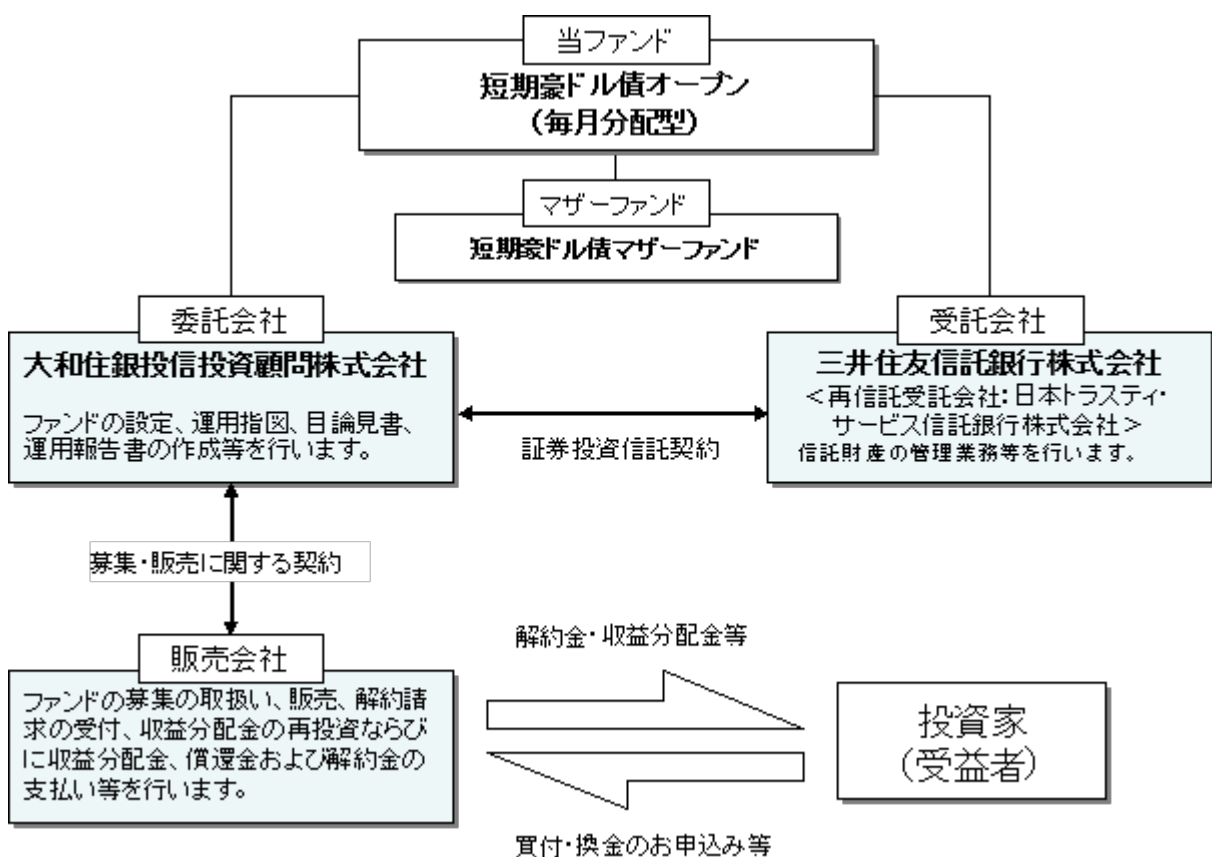 当ファンド
短期豪ドル債オープン
(毎月分配型)
マザーファンド
短期豪ドル債マザーファンド
委託会社
大和住銀投信投資顧問株式会社
ファンドの設定、運用指図、目論見書、
運用報告書の作成等を行います。
受託会社
三井住友信託銀行株式会社
<再信託受託会社:日本トラスティ・
サービス信託銀行株式会社>
信託財産の管理業務等を行います。
証券投資信託契約
募集・販売に関する契約
販売会社
ファンドの募集の取扱い、販売、解約請
求の受付、収益分配金の再投資ならび
に収益分配金、償還金および解約金の
支払い等を行います。
解約金・収益分配金等
投資家
(受益者)
買付・換金のお申込み等